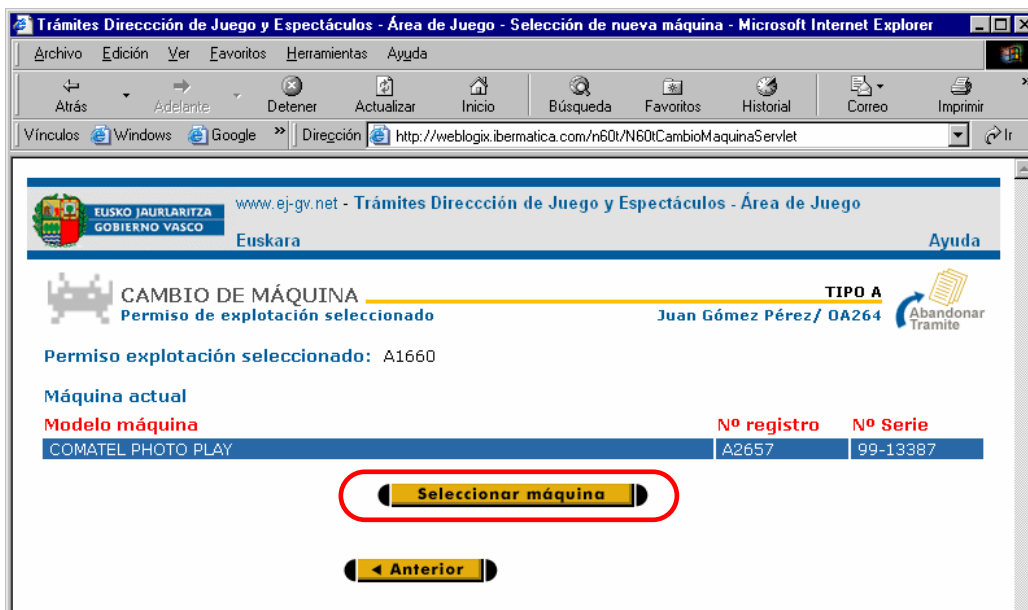 Trámites Direccción de Juego y Espectáculos - Área de Juego - Selección de nueva máquina - Microsoft Internet Explorer
Archivo Edición Ver Favoritos Herramientas Ayuda
Atrás Adelante Detener Actualizar Inicio Búsqueda Favoritos Historial Correo Imprimir »
Vínculos Windows Google » Dirección http://weblogix.ibermatica.com/n60t/N60tCambioMaquinaServlet Ir
EUSKO JAURLARITZA
GOBIERNO VASCO
www.ej-gv.net - Trámites Direccción de Juego y Espectáculos - Área de Juego
Euskara Ayuda
CAMBIO DE MÁQUINA TIPO A
Permiso de explotación seleccionado Juan Gómez Pérez/ 0A264
Abandonar
Tramite
Permiso explotación seleccionado: A1660
Máquina actual
Modelo máquina Nº registro Nº Serie
COMATEL PHOTO PLAY A2657 99-13387
Seleccionar máquina
Anterior